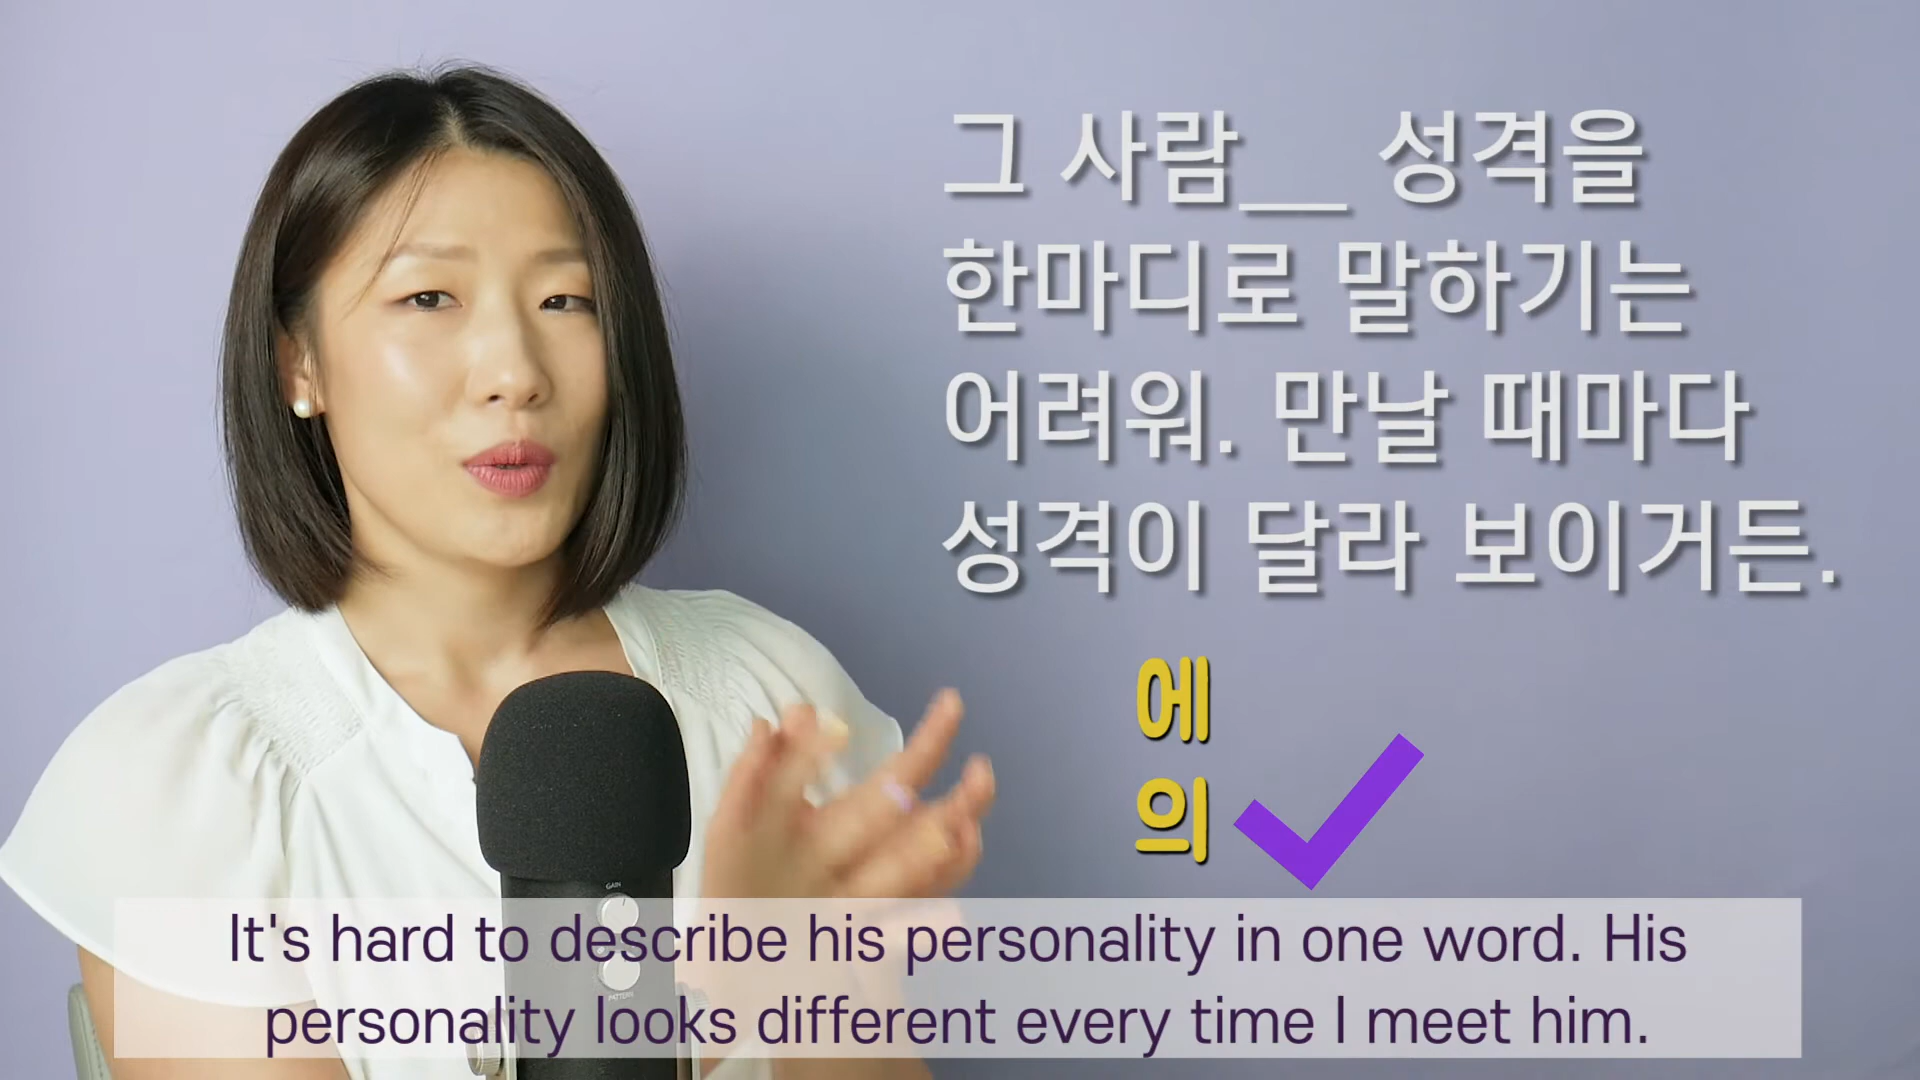 그 사람__ 성격을
한마디로 말하기는
어려워. 만날 때마다
성격이 달라 보이거든.
에
의
GAIN
PATTERN
It's hard to describe his personality in one word. His
personality looks different every time I meet him.